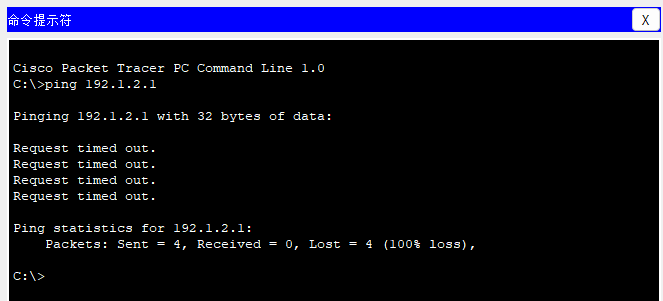 命令提示符
X
Cisco Packet Tracer PC Command Line 1.0
C:\>ping 192.1.2.1
Pinging 192.1.2.1 with 32 bytes of data:
Request timed out.
Request timed out.
Request timed out.
Request timed out.
Ping statistics for 192.1.2.1:
    Packets: Sent = 4, Received = 0, Lost = 4 (100% loss),
C:\>